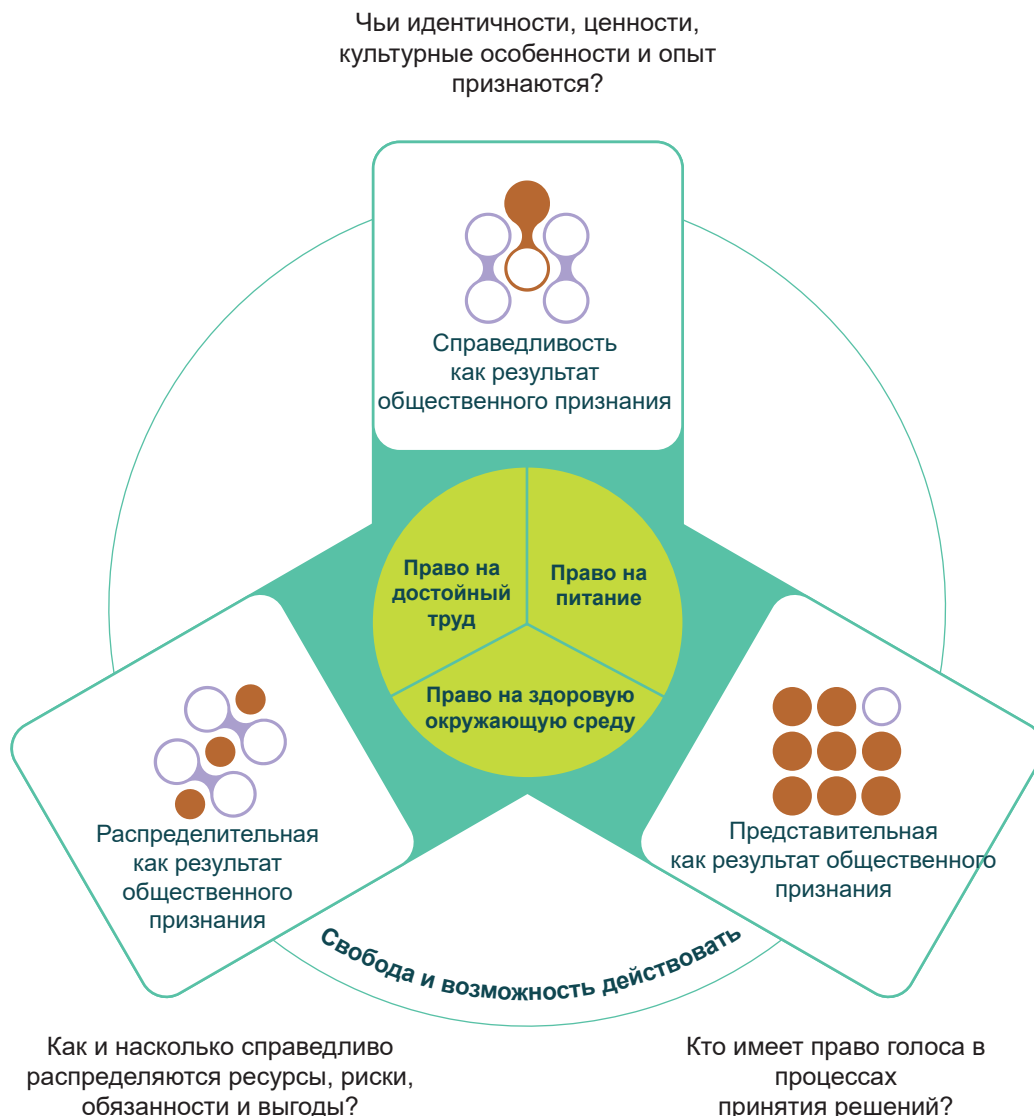 Чьи идентичности, ценности,
культурные особенности и опыт
признаются?
Справедливость
как результат
общественного признания
Право на
достойный
труд
Право на
питание
Право на здоровую
окружающую среду
Распределительная
как результат
общественного
признания
Представительная
как результат общественного
признания
Свобода и возможность действовать
Как и насколько справедливо
распределяются ресурсы, риски,
обязанности и выгоды?
Кто имеет право голоса в
процессах
принятия решений?